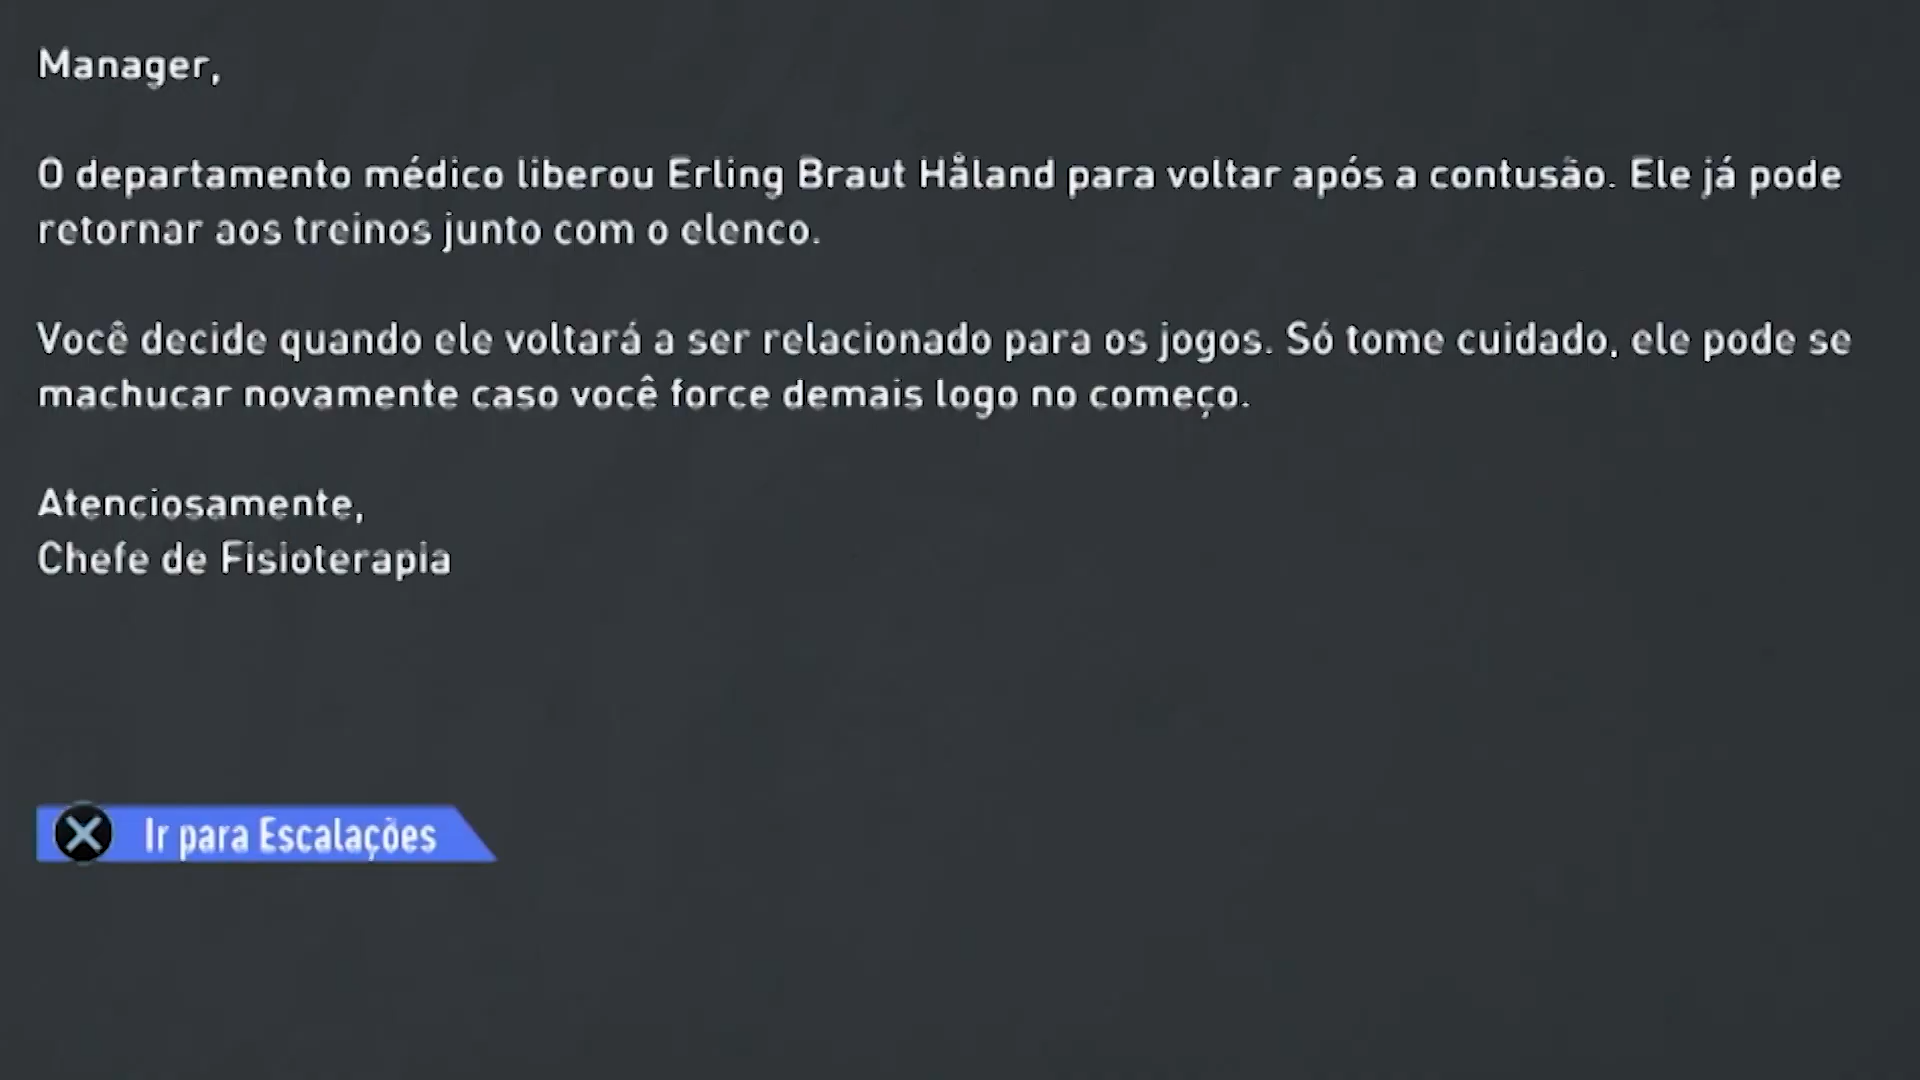 Manager,
O departamento médico liberou Erling Braut Håland para voltar após a contusão. Ele já pode
retornar aos treinos junto com o elenco.
Você decide quando ele voltará a ser relacionado para os jogos. Só tome cuidado, ele pode se
machucar novamente caso você force demais logo no começo.
Atenciosamente,
Chefe de Fisioterapia
Ir para Escalações